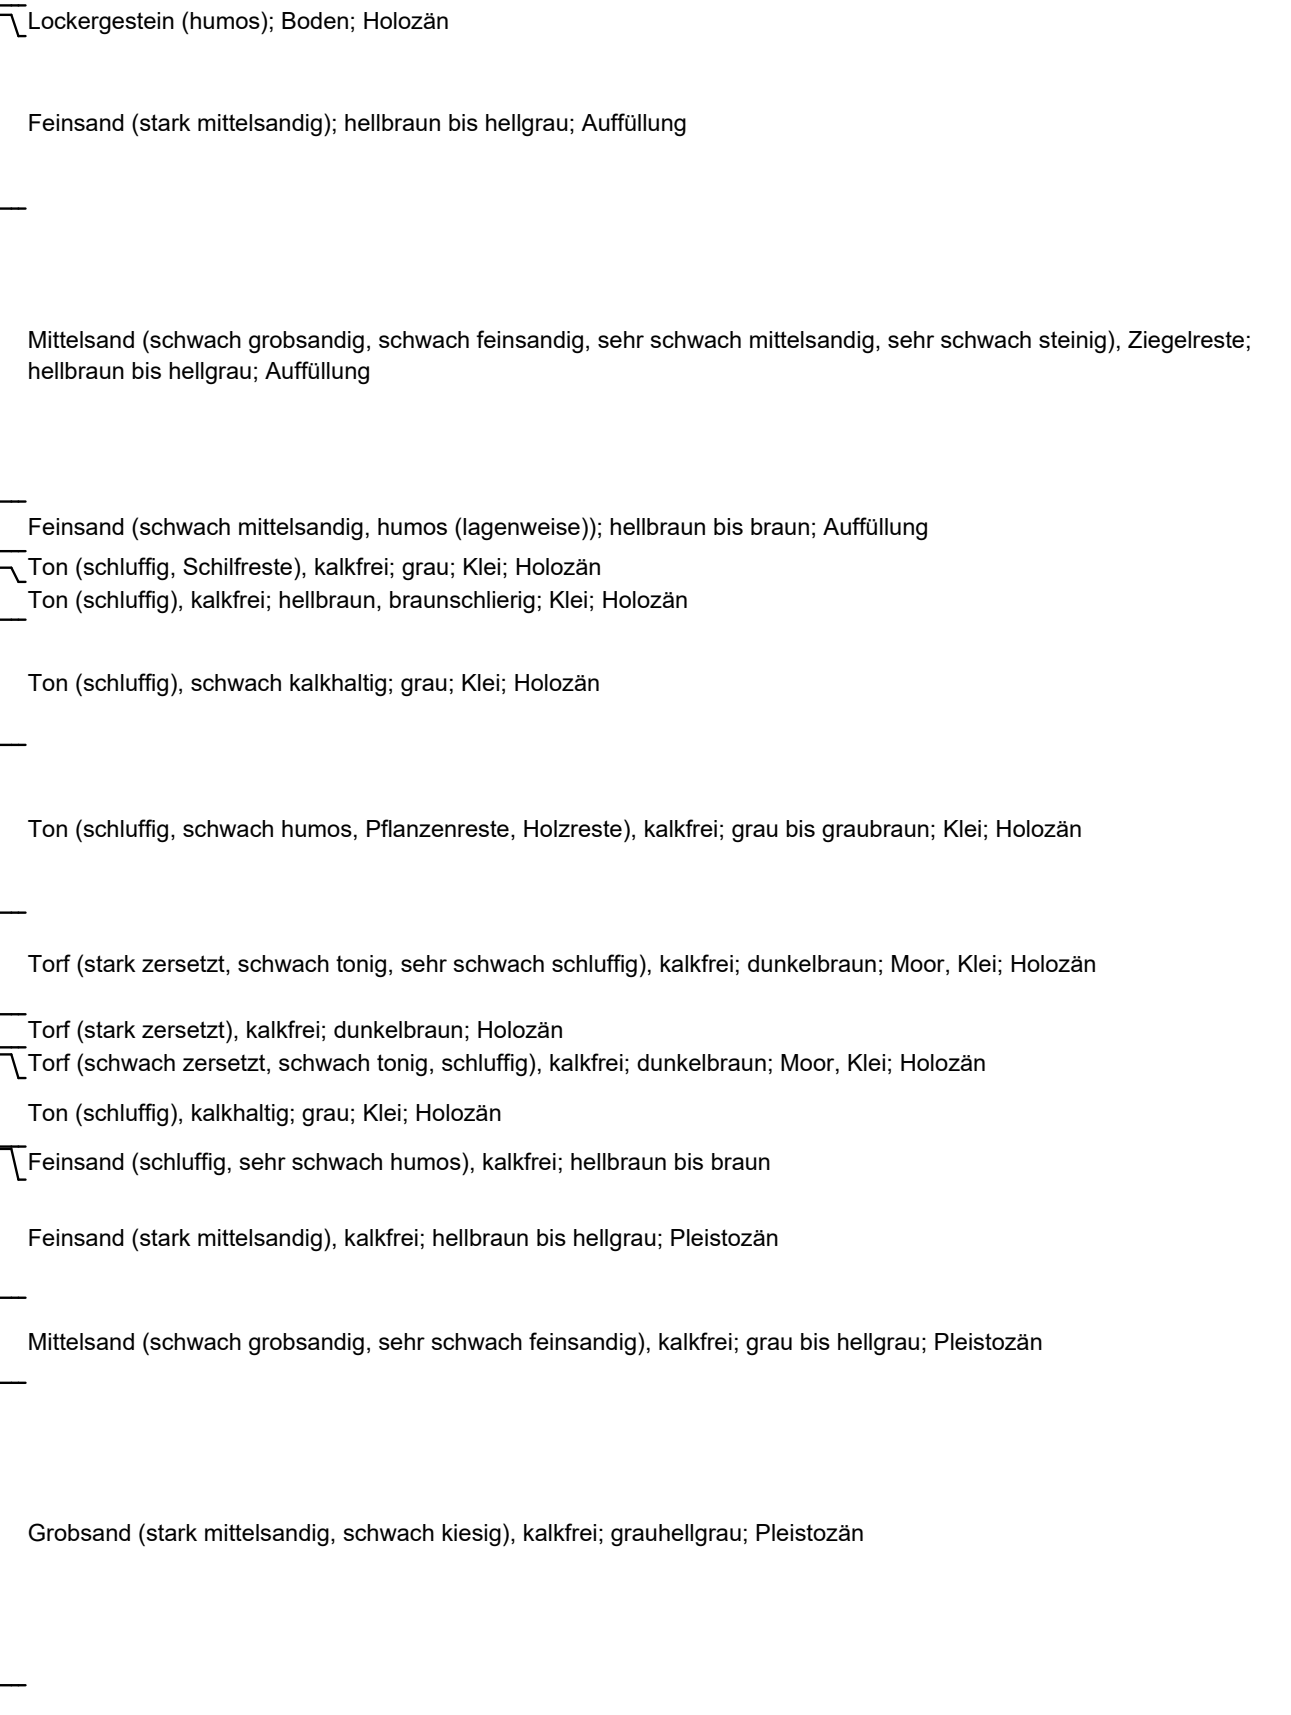 Lockergestein (humos); Boden; Holozän
Feinsand (stark mittelsandig); hellbraun bis hellgrau; Auffüllung
Mittelsand (schwach grobsandig, schwach feinsandig, sehr schwach mittelsandig, sehr schwach steinig), Ziegelreste;
hellbraun bis hellgrau; Auffüllung
Feinsand (schwach mittelsandig, humos (lagenweise)); hellbraun bis braun; Auffüllung
Ton (schluffig, Schilfreste), kalkfrei; grau; Klei; Holozän
Ton (schluffig), kalkfrei; hellbraun, braunschlierig; Klei; Holozän
Ton (schluffig), schwach kalkhaltig; grau; Klei; Holozän
Ton (schluffig, schwach humos, Pflanzenreste, Holzreste), kalkfrei; grau bis graubraun; Klei; Holozän
Torf (stark zersetzt, schwach tonig, sehr schwach schluffig), kalkfrei; dunkelbraun; Moor, Klei; Holozän
Torf (stark zersetzt), kalkfrei; dunkelbraun; Holozän
Torf (schwach zersetzt, schwach tonig, schluffig), kalkfrei; dunkelbraun; Moor, Klei; Holozän
Ton (schluffig), kalkhaltig; grau; Klei; Holozän
Feinsand (schluffig, sehr schwach humos), kalkfrei; hellbraun bis braun
Feinsand (stark mittelsandig), kalkfrei; hellbraun bis hellgrau; Pleistozän
Mittelsand (schwach grobsandig, sehr schwach feinsandig), kalkfrei; grau bis hellgrau; Pleistozän
Grobsand (stark mittelsandig, schwach kiesig), kalkfrei; grauhellgrau; Pleistozän